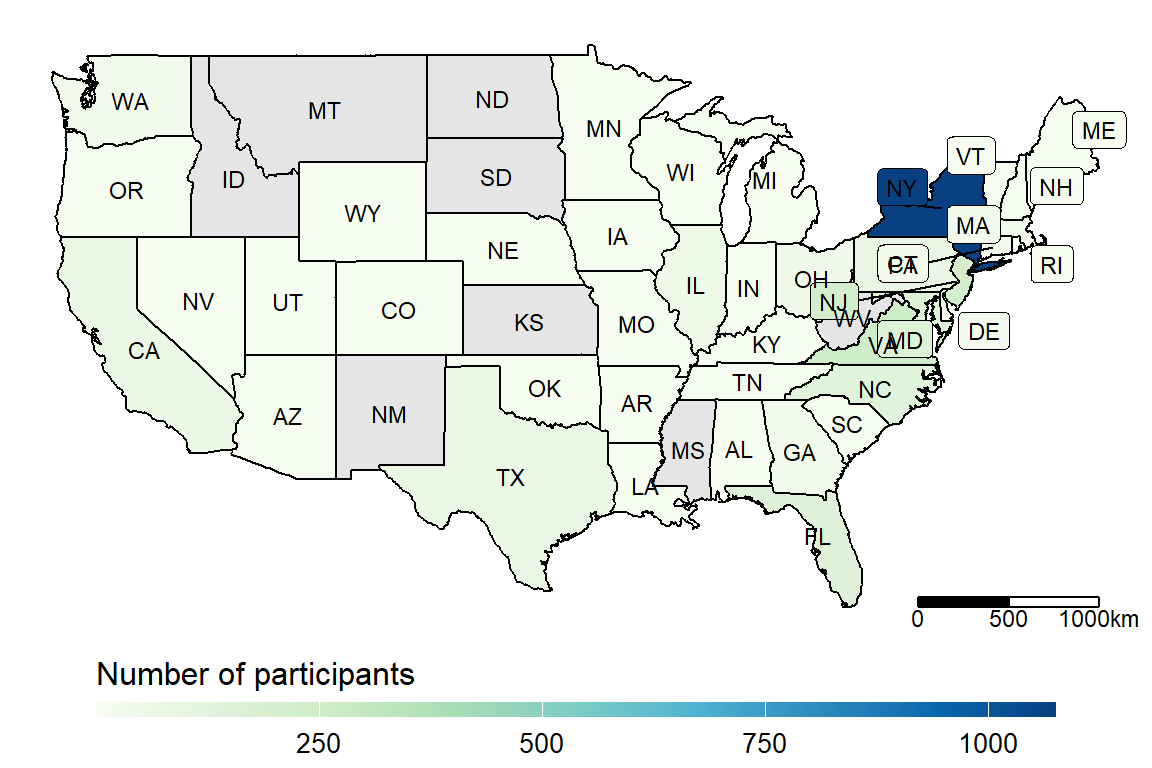 WA
MT
ND
MN
ME
OR
ID
SD
WI
MI
VT
NY
NH
WY
NE
IA
MA
NV
UT
CO
IL
IN
OH
PA
CT
RI
KS
MO
NJ
WV
CA
KY
VA
MD
DE
TN
NC
AZ
NM
OK
AR
SC
MS
AL
GA
TX
LA
FL
0 500 1000km
Number of participants
250 500 750 1000